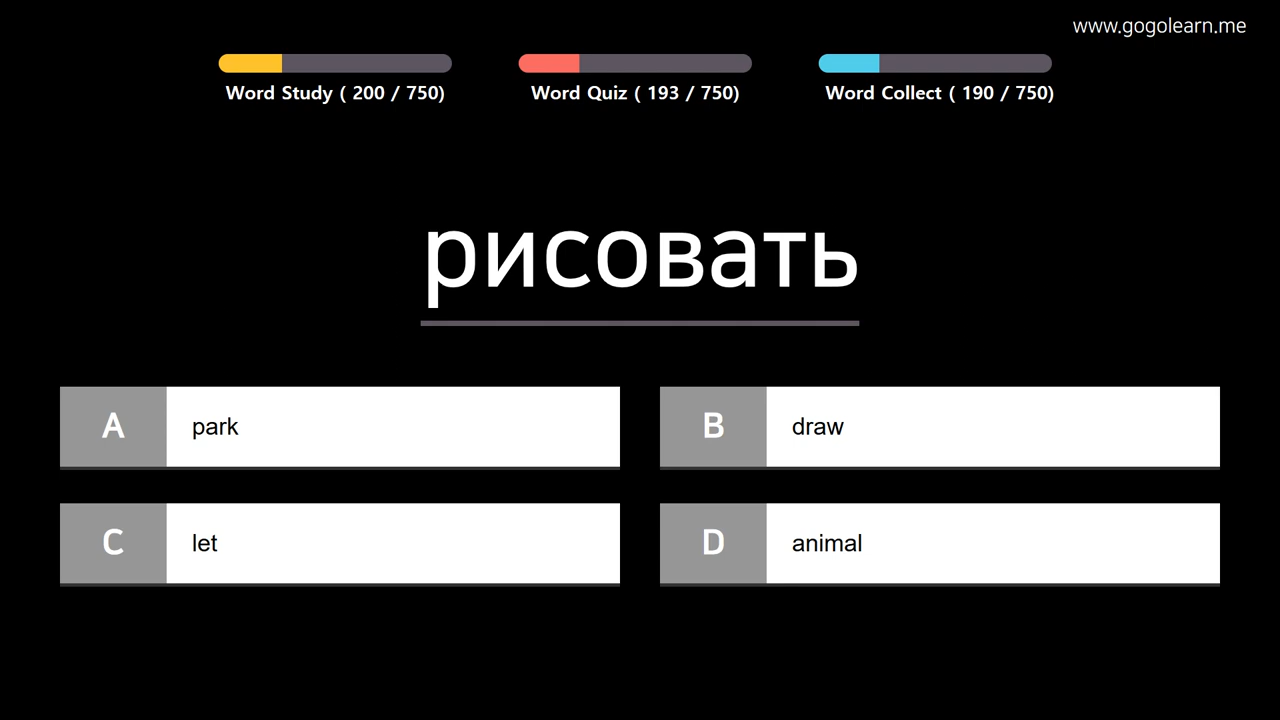 www.gogolearn.me
Word Study ( 200 / 750) Word Quiz ( 193 / 750) Word Collect ( 190 / 750)
рисовать
A park
B draw
C let
D animal